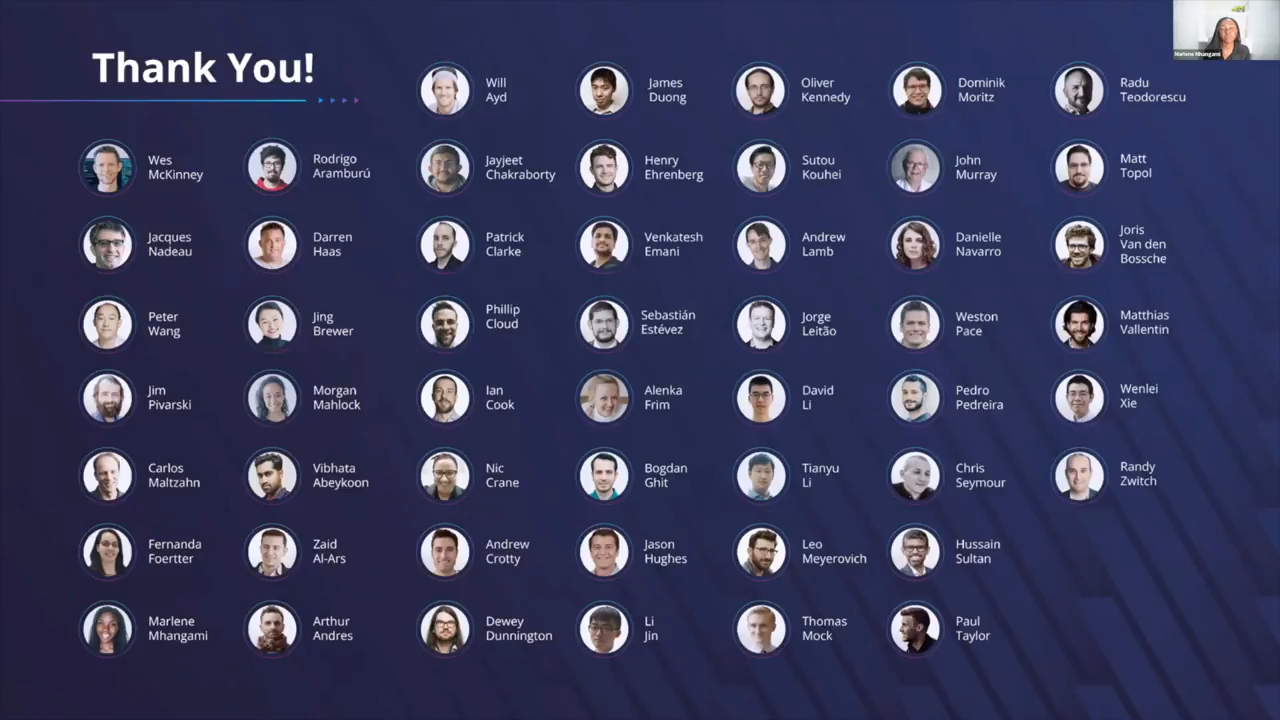 Thank You!
Will
Ayd
James
Duong
Oliver
Kennedy
Dominik
Moritz
Radu
Teodorescu
Marlene Mhangami
Wes
McKinney
Rodrigo
Aramburú
Jayjeet
Chakraborty
Henry
Ehrenberg
Sutou
Kouhei
John
Murray
Matt
Topol
Jacques
Nadeau
Darren
Haas
Patrick
Clarke
Venkatesh
Emani
Andrew
Lamb
Danielle
Navarro
Joris
Van den
Bossche
Peter
Wang
Jing
Brewer
Phillip
Cloud
Sebastián
Estévez
Jorge
Leitão
Weston
Pace
Matthias
Vallentin
Jim
Pivarski
Morgan
Mahlock
Ian
Cook
Alenka
Frim
David
Li
Pedro
Pedreira
Wenlei
Xie
Carlos
Maltzahn
Vibhata
Abeykoon
Nic
Crane
Bogdan
Ghit
Tianyu
Li
Chris
Seymour
Randy
Zwitch
Fernanda
Foertter
Zaid
Al-Ars
Andrew
Crotty
Jason
Hughes
Leo
Meyerovich
Hussain
Sultan
Marlene
Mhangami
Arthur
Andres
Dewey
Dunnington
Li
Jin
Thomas
Mock
Paul
Taylor